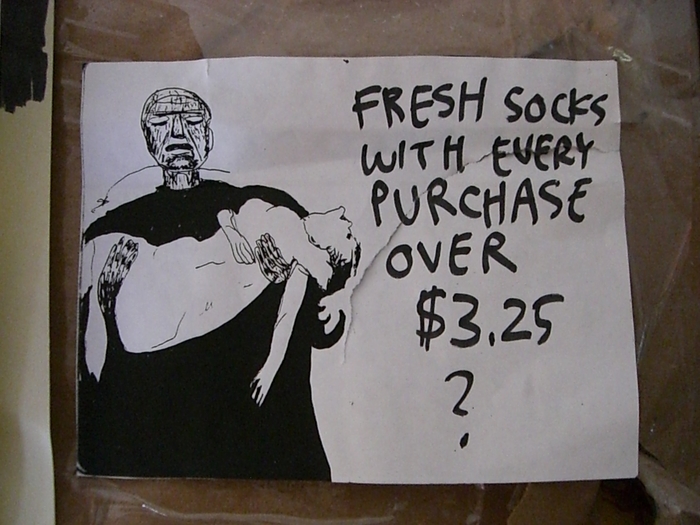 FRESH SOCKS
WITH EVERY
PURCHASE
OVER
$3.25
?